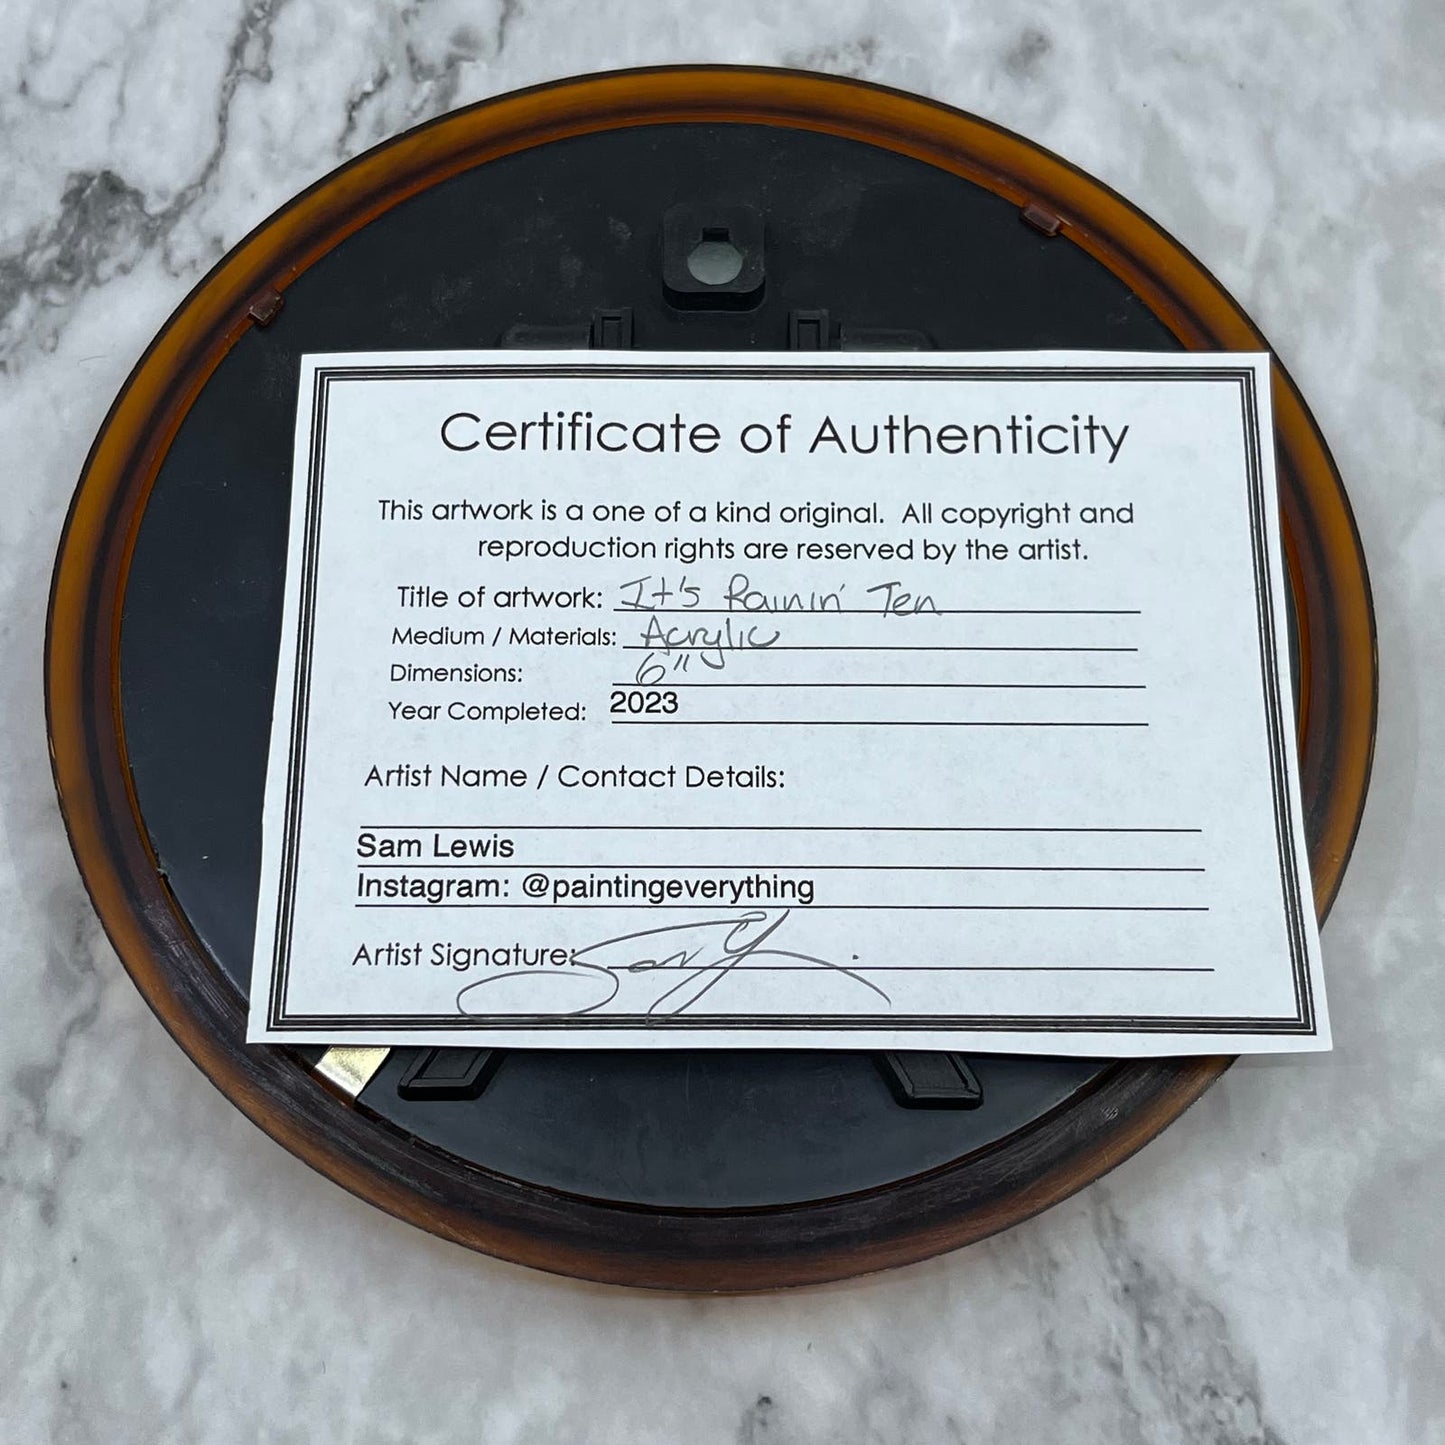 Certificate of Authenticity
This artwork is a one of a kind original. All copyright and
reproduction rights are reserved by the artist.
Title of artwork: It's Rainin' Ten
Medium / Materials: Acrylic
Dimensions: 6"
Year Completed: 2023
Artist Name / Contact Details:
Sam Lewis
Instagram: @paintingeverything
Artist Signature: